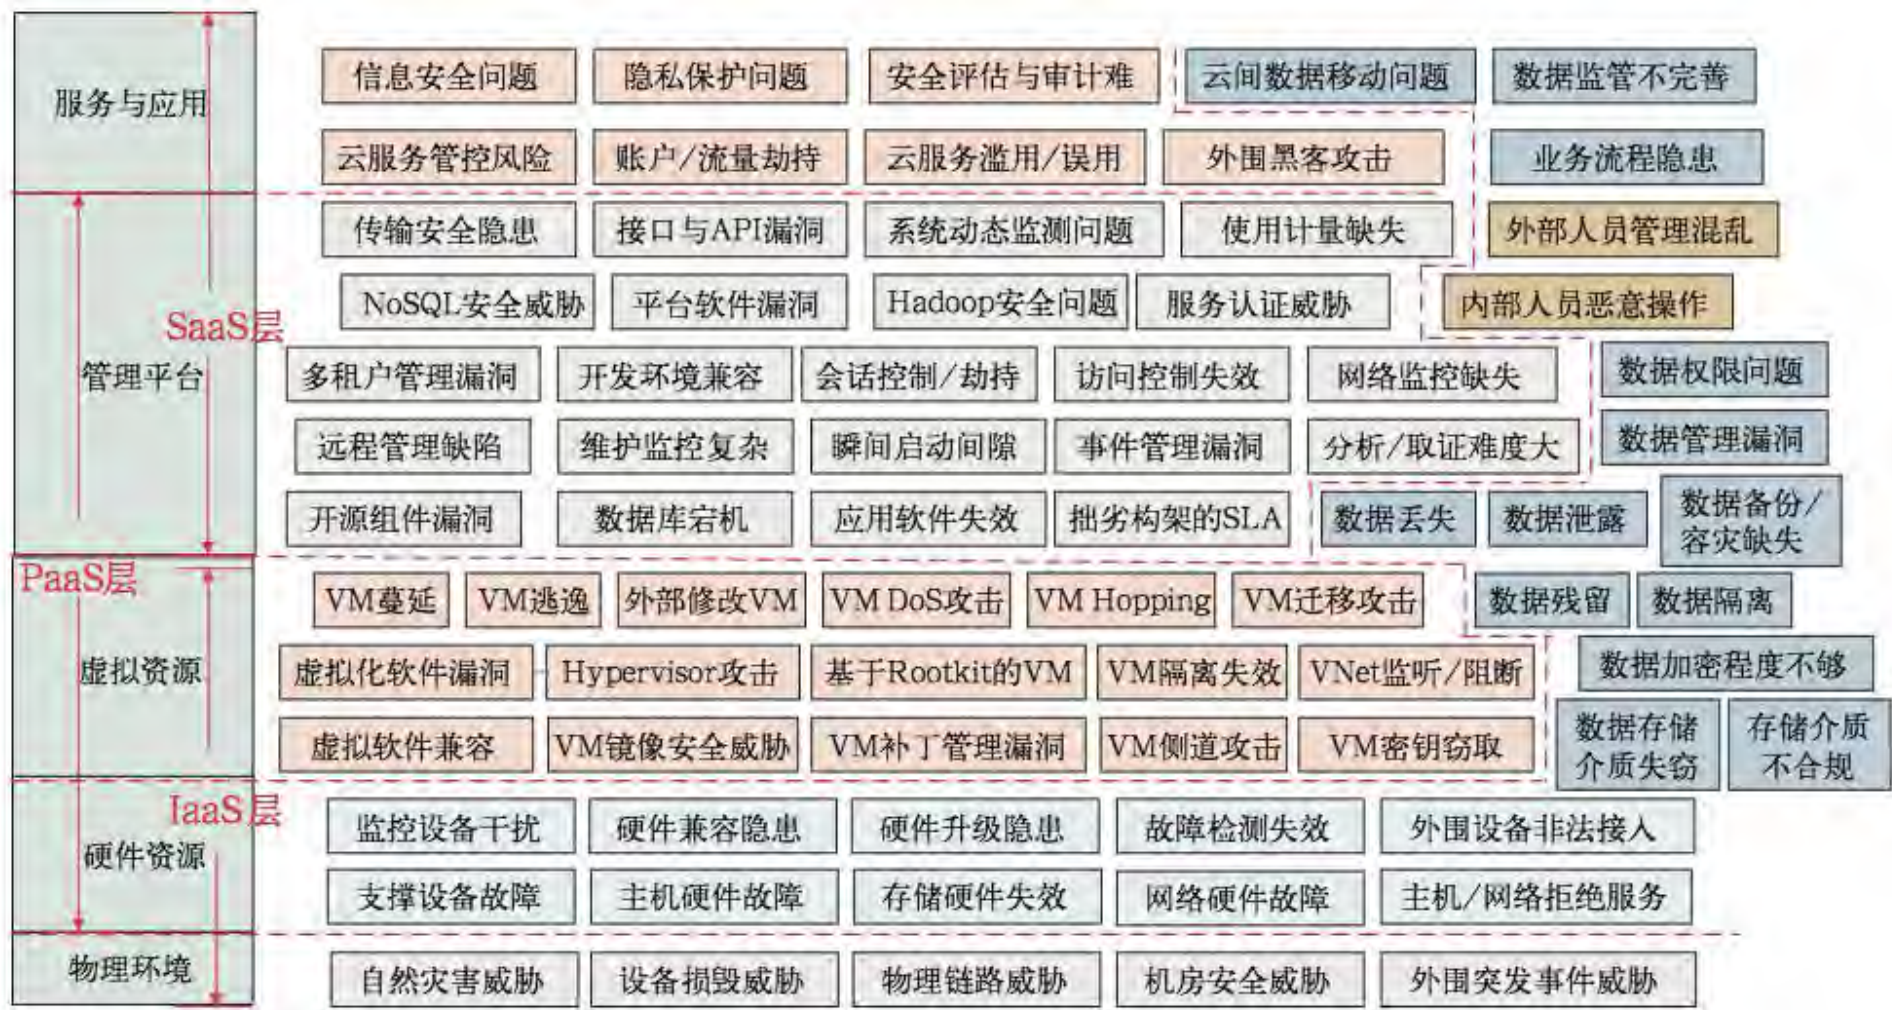 服务与应用
信息安全问题
隐私保护问题
安全评估与审计难
云间数据移动问题
数据监管不完善
云服务管控风险
账户/流量劫持
云服务滥用/误用
外围黑客攻击
业务流程隐患
传输安全隐患
接口与API漏洞
系统动态监测问题
使用计量缺失
外部人员管理混乱
SaaS层
NoSQL安全威胁
平台软件漏洞
Hadoop安全问题
服务认证威胁
内部人员恶意操作
管理平台
多租户管理漏洞
开发环境兼容
会话控制/劫持
访问控制失效
网络监控缺失
数据权限问题
远程管理缺陷
维护监控复杂
瞬间启动间隙
事件管理漏洞
分析/取证难度大
数据管理漏洞
开源组件漏洞
数据库宕机
应用软件失效
拙劣构架的SLA
数据丢失
数据泄露
数据备份/
容灾缺失
PaaS层
VM蔓延
VM逃逸
外部修改VM
VM DoS攻击
VM Hopping
VM迁移攻击
数据残留
数据隔离
虚拟资源
虚拟化软件漏洞
Hypervisor攻击
基于Rootkit的VM
VM隔离失效
VNet监听/阻断
数据加密程度不够
虚拟软件兼容
VM镜像安全威胁
VM补丁管理漏洞
VM侧道攻击
VM密钥窃取
数据存储
介质失窃
存储介质
不合规
IaaS层
监控设备干扰
硬件兼容隐患
硬件升级隐患
故障检测失效
外围设备非法接人
硬件资源
支撑设备故障
主机硬件故障
存储硬件失效
网络硬件故障
主机/网络拒绝服务
物理环境
自然灾害威胁
设备损毁威胁
物理链路威胁
机房安全威胁
外围突发事件威胁